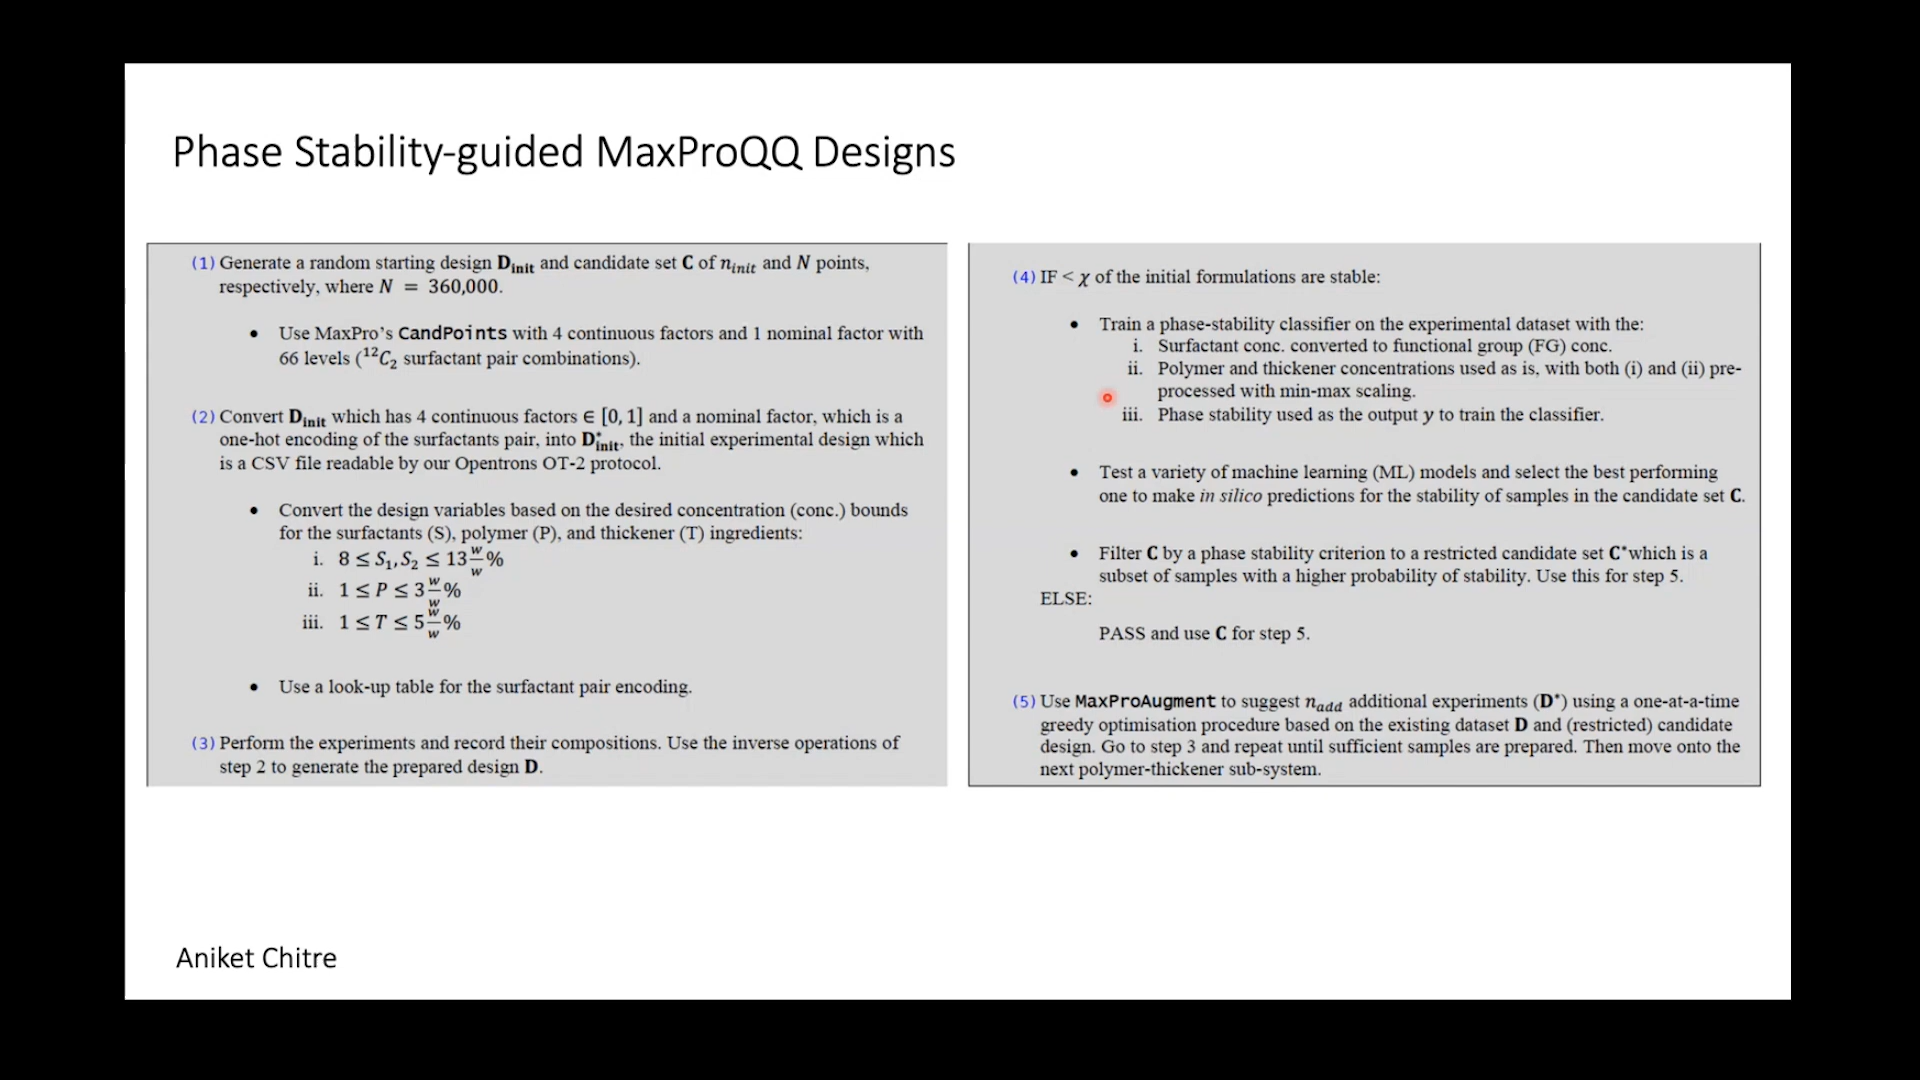 Phase Stability-guided MaxProQQ Designs
(1) Generate a random starting design D_init and candidate set C of n_init and N points,
respectively, where N = 360,000.
• Use MaxPro's CandPoints with 4 continuous factors and 1 nominal factor with
66 levels (¹²C₂ surfactant pair combinations).
(2) Convert D_init which has 4 continuous factors ∈ [0, 1] and a nominal factor, which is a
one-hot encoding of the surfactants pair, into D*_init, the initial experimental design which
is a CSV file readable by our Opentrons OT-2 protocol.
• Convert the design variables based on the desired concentration (conc.) bounds
for the surfactants (S), polymer (P), and thickener (T) ingredients:
i. 8 ≤ S₁, S₂ ≤ 13 w/w %
ii. 1 ≤ P ≤ 3 w/w %
iii. 1 ≤ T ≤ 5 w/w %
• Use a look-up table for the surfactant pair encoding.
(3) Perform the experiments and record their compositions. Use the inverse operations of
step 2 to generate the prepared design D.
(4) IF < χ of the initial formulations are stable:
• Train a phase-stability classifier on the experimental dataset with the:
i. Surfactant conc. converted to functional group (FG) conc.
ii. Polymer and thickener concentrations used as is, with both (i) and (ii) pre-
processed with min-max scaling.
iii. Phase stability used as the output y to train the classifier.
• Test a variety of machine learning (ML) models and select the best performing
one to make in silico predictions for the stability of samples in the candidate set C.
• Filter C by a phase stability criterion to a restricted candidate set C* which is a
subset of samples with a higher probability of stability. Use this for step 5.
ELSE:
PASS and use C for step 5.
(5) Use MaxProAugment to suggest n_add additional experiments (D*) using a one-at-a-time
greedy optimisation procedure based on the existing dataset D and (restricted) candidate
design. Go to step 3 and repeat until sufficient samples are prepared. Then move onto the
next polymer-thickener sub-system.
Aniket Chitre